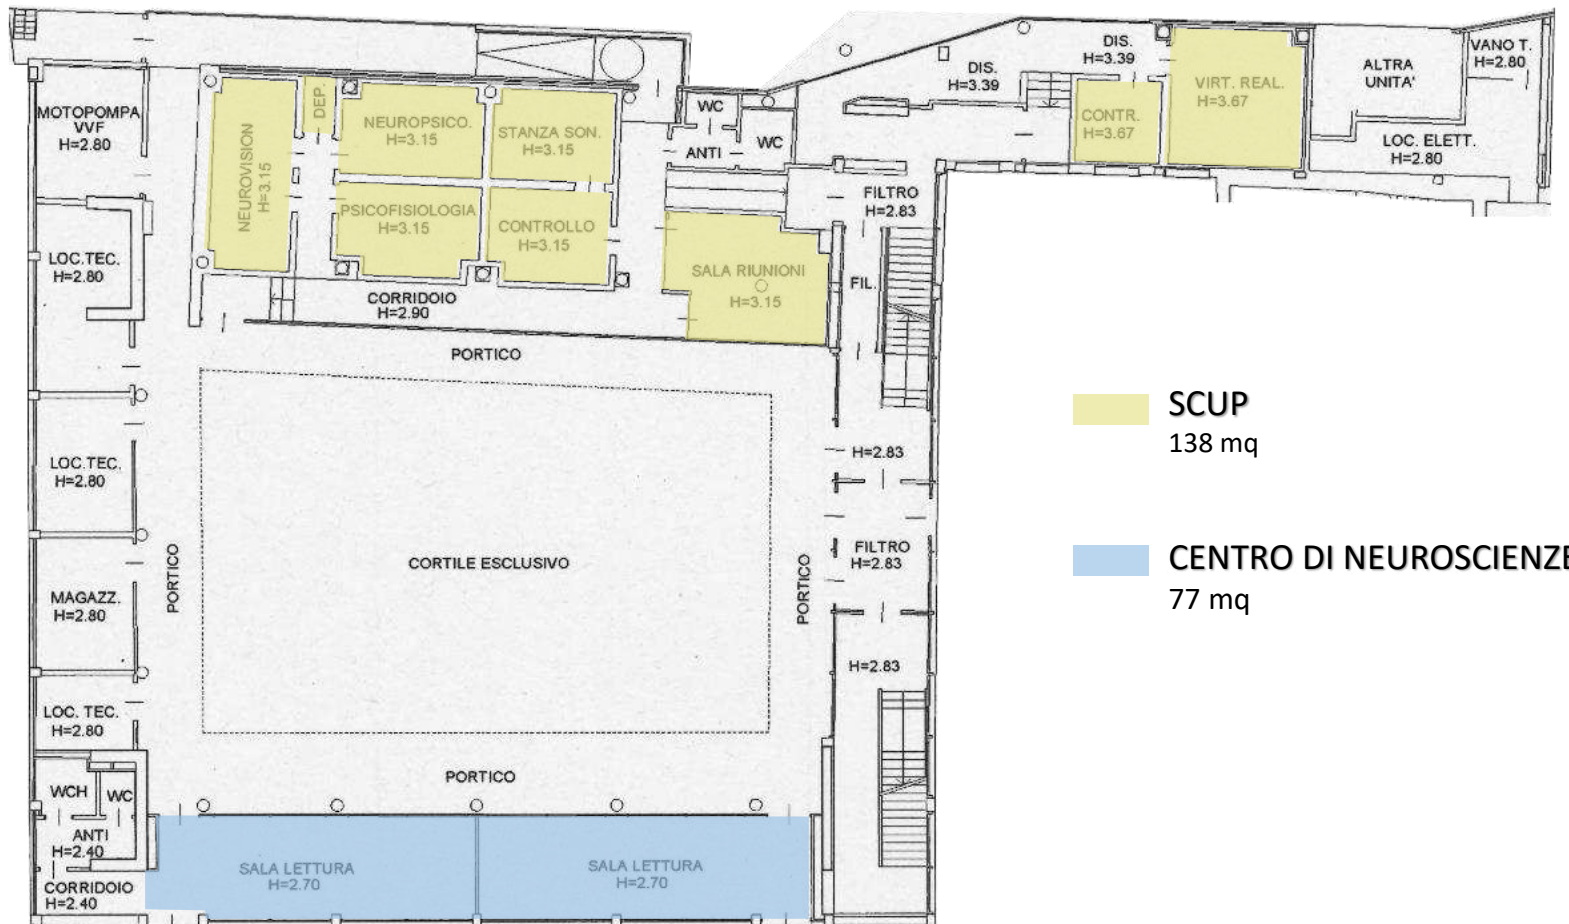 MOTOPOMPA
VVF
H=2.80
NEUROVISION
H=3.15
DEP.
NEUROPSICO.
H=3.15
STANZA SON.
H=3.15
PSICOFISIOLOGIA
H=3.15
CONTROLLO
H=3.15
WC
ANTI
WC
DIS.
H=3.39
DIS.
H=3.39
CONTR.
H=3.67
VIRT. REAL.
H=3.67
ALTRA
UNITA'
VANO T.
H=2.80
LOC. ELETT.
H=2.80
FILTRO
H=2.83
LOC.TEC.
H=2.80
SALA RIUNIONI
H=3.15
FIL.
CORRIDOIO
H=2.90
PORTICO
SCUP
138 mq
LOC.TEC.
H=2.80
H=2.83
PORTICO
CORTILE ESCLUSIVO
PORTICO
FILTRO
H=2.83
CENTRO DI NEUROSCIENZE
77 mq
MAGAZZ.
H=2.80
H=2.83
LOC. TEC.
H=2.80
PORTICO
WCH
WC
ANTI
H=2.40
CORRIDOIO
H=2.40
SALA LETTURA
H=2.70
SALA LETTURA
H=2.70